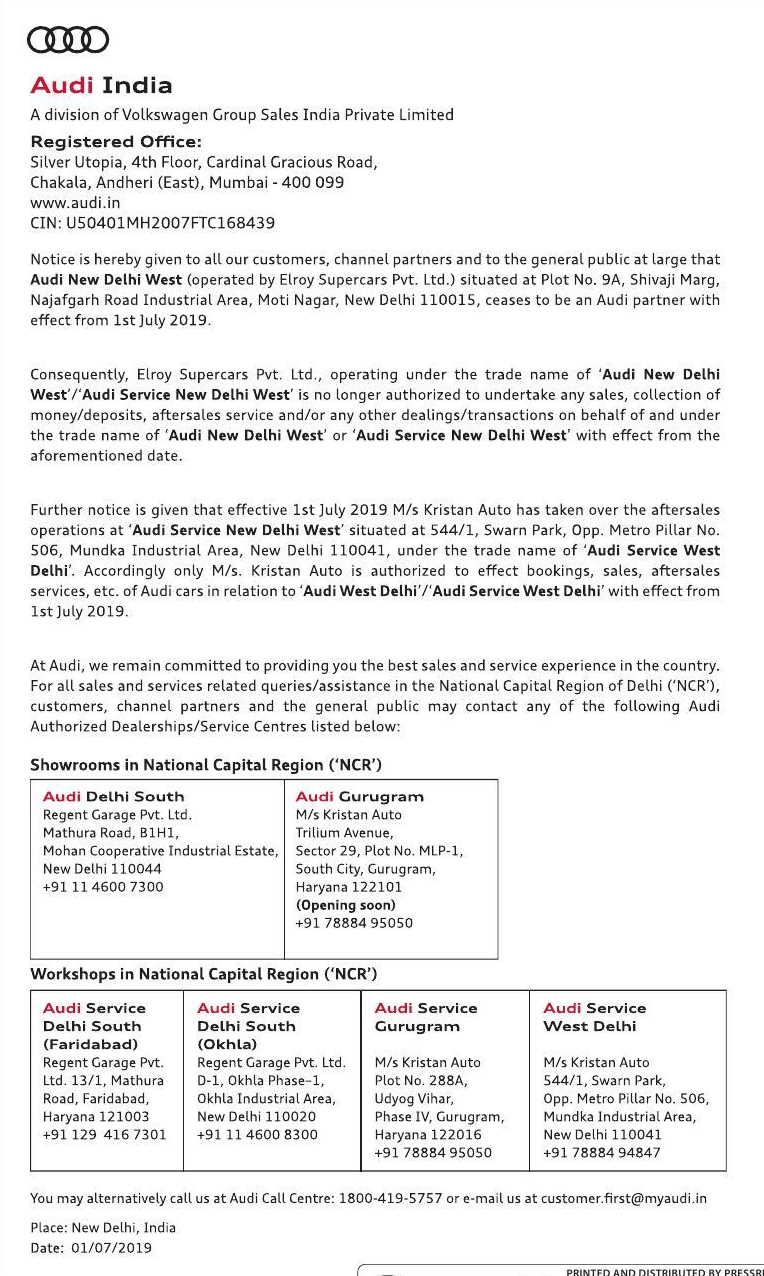 Audi India
A division of Volkswagen Group Sales India Private Limited
Registered Office:
Silver Utopia, 4th Floor, Cardinal Gracious Road,
Chakala, Andheri (East), Mumbai - 400 099
www.audi.in
CIN: U50401MH2007FTC168439
Notice is hereby given to all our customers, channel partners and to the general public at large that
Audi New Delhi West (operated by Elroy Supercars Pvt. Ltd.) situated at Plot No. 9A, Shivaji Marg,
Najafgarh Road Industrial Area, Moti Nagar, New Delhi 110015, ceases to be an Audi partner with
effect from 1st July 2019.
Consequently, Elroy Supercars Pvt. Ltd., operating under the trade name of ‘Audi New Delhi
West’/‘Audi Service New Delhi West’ is no longer authorized to undertake any sales, collection of
money/deposits, aftersales service and/or any other dealings/transactions on behalf of and under
the trade name of ‘Audi New Delhi West’ or ‘Audi Service New Delhi West’ with effect from the
aforementioned date.
Further notice is given that effective 1st July 2019 M/s Kristan Auto has taken over the aftersales
operations at ‘Audi Service New Delhi West’ situated at 544/1, Swarn Park, Opp. Metro Pillar No.
506, Mundka Industrial Area, New Delhi 110041, under the trade name of ‘Audi Service West
Delhi’. Accordingly only M/s. Kristan Auto is authorized to effect bookings, sales, aftersales
services, etc. of Audi cars in relation to ‘Audi West Delhi’/‘Audi Service West Delhi’ with effect from
1st July 2019.
At Audi, we remain committed to providing you the best sales and service experience in the country.
For all sales and services related queries/assistance in the National Capital Region of Delhi (‘NCR’),
customers, channel partners and the general public may contact any of the following Audi
Authorized Dealerships/Service Centres listed below:
Showrooms in National Capital Region (‘NCR’)
Audi Delhi South
Regent Garage Pvt. Ltd.
Mathura Road, B1H1,
Mohan Cooperative Industrial Estate,
New Delhi 110044
+91 11 4600 7300
Audi Gurugram
M/s Kristan Auto
Trilium Avenue,
Sector 29, Plot No. MLP-1,
South City, Gurugram,
Haryana 122101
(Opening soon)
+91 78884 95050
Workshops in National Capital Region (‘NCR’)
Audi Service
Delhi South
(Faridabad)
Regent Garage Pvt.
Ltd. 13/1, Mathura
Road, Faridabad,
Haryana 121003
+91 129 416 7301
Audi Service
Delhi South
(Okhla)
Regent Garage Pvt. Ltd.
D-1, Okhla Phase–1,
Okhla Industrial Area,
New Delhi 110020
+91 11 4600 8300
Audi Service
Gurugram
M/s Kristan Auto
Plot No. 288A,
Udyog Vihar,
Phase IV, Gurugram,
Haryana 122016
+91 78884 95050
Audi Service
West Delhi
M/s Kristan Auto
544/1, Swarn Park,
Opp. Metro Pillar No. 506,
Mundka Industrial Area,
New Delhi 110041
+91 78884 94847
You may alternatively call us at Audi Call Centre: 1800-419-5757 or e-mail us at customer.first@myaudi.in
Place: New Delhi, India
Date: 01/07/2019
PRINTED AND DISTRIBUTED BY